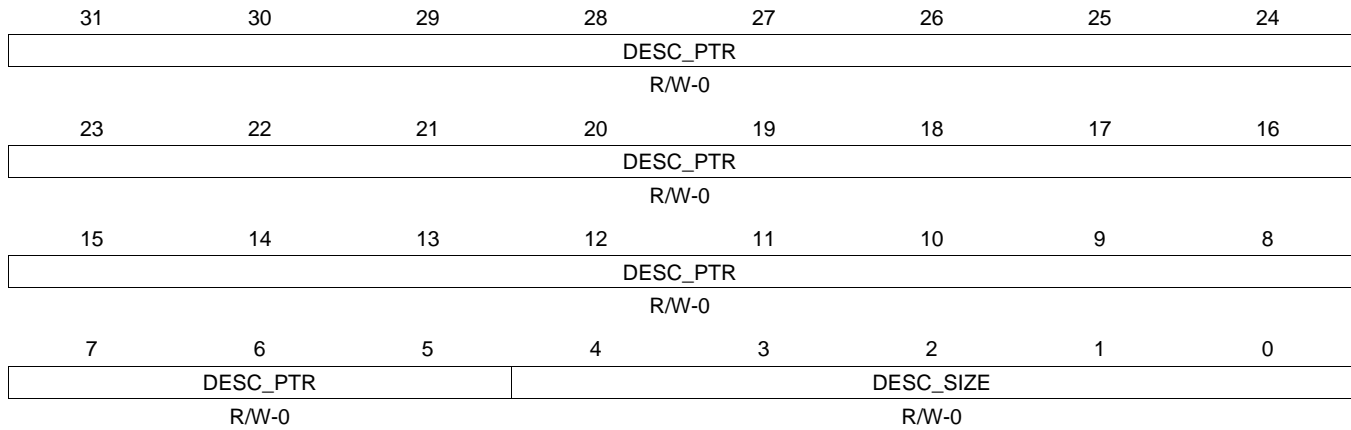 31 30 29 28 27 26 25 24
DESC_PTR
R/W-0
23 22 21 20 19 18 17 16
DESC_PTR
R/W-0
15 14 13 12 11 10 9 8
DESC_PTR
R/W-0
7 6 5 4 3 2 1 0
DESC_PTR DESC_SIZE
R/W-0 R/W-0